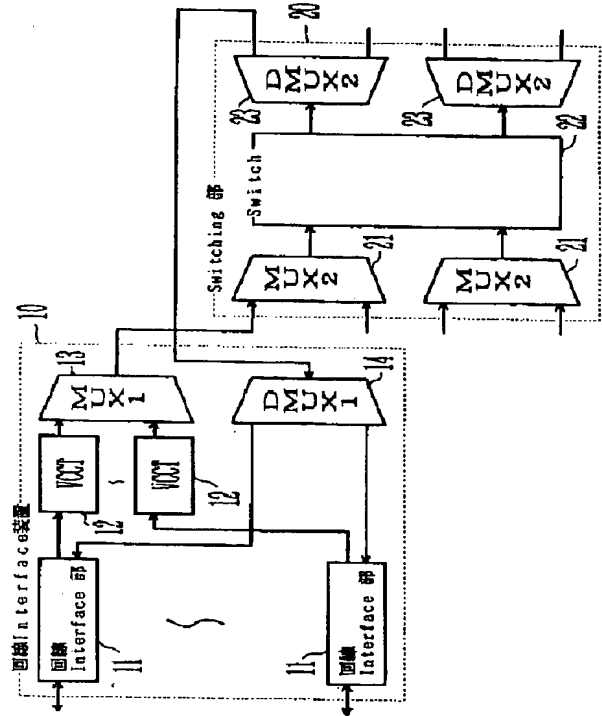 回線Interface装置
10
回線
Interface 部
11
VCCT
12
VCCT
12
MUX1
13
回線
Interface 部
11
DMUX1
14
Switching 部
20
MUX2
21
MUX2
21
Switch
22
DMUX2
23
DMUX2
23